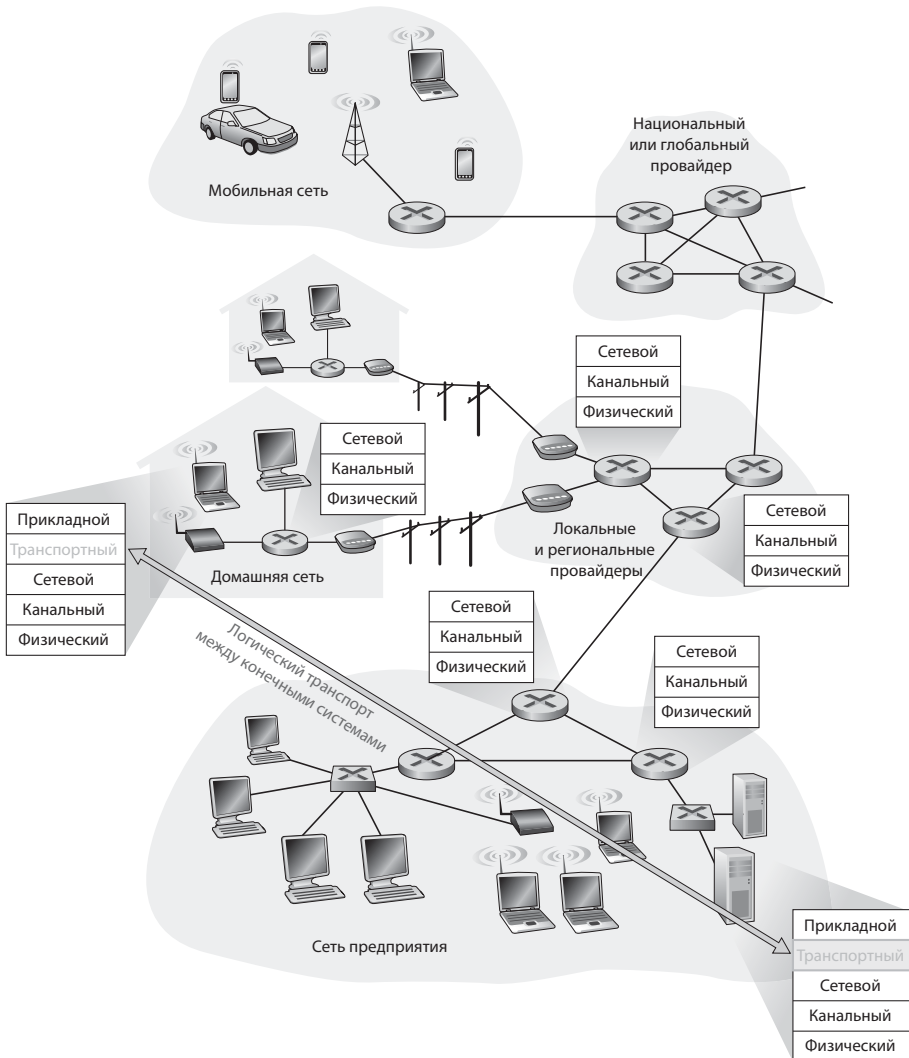 Мобильная сеть
Национальный
или глобальный
провайдер
Сетевой
Канальный
Физический
Сетевой
Канальный
Физический
Прикладной
Транспортный
Сетевой
Канальный
Физический
Домашняя сеть
Локальные
и региональные
провайдеры
Сетевой
Канальный
Физический
Логический транспорт
между конечными системами
Сетевой
Канальный
Физический
Сетевой
Канальный
Физический
Сеть предприятия
Прикладной
Транспортный
Сетевой
Канальный
Физический